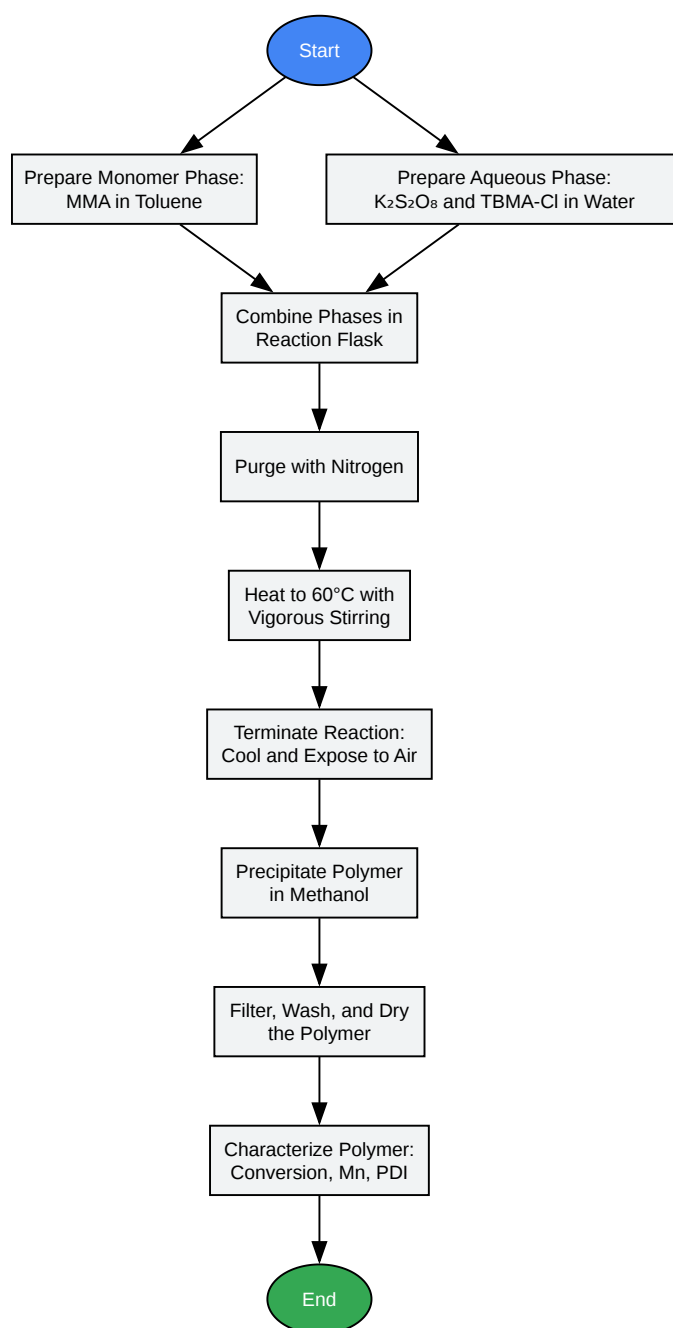 Start
Prepare Monomer Phase:
MMA in Toluene
Prepare Aqueous Phase:
K₂S₂O₈ and TBMA-Cl in Water
Combine Phases in
Reaction Flask
Purge with Nitrogen
Heat to 60°C with
Vigorous Stirring
Terminate Reaction:
Cool and Expose to Air
Precipitate Polymer
in Methanol
Filter, Wash, and Dry
the Polymer
Characterize Polymer:
Conversion, Mn, PDI
End